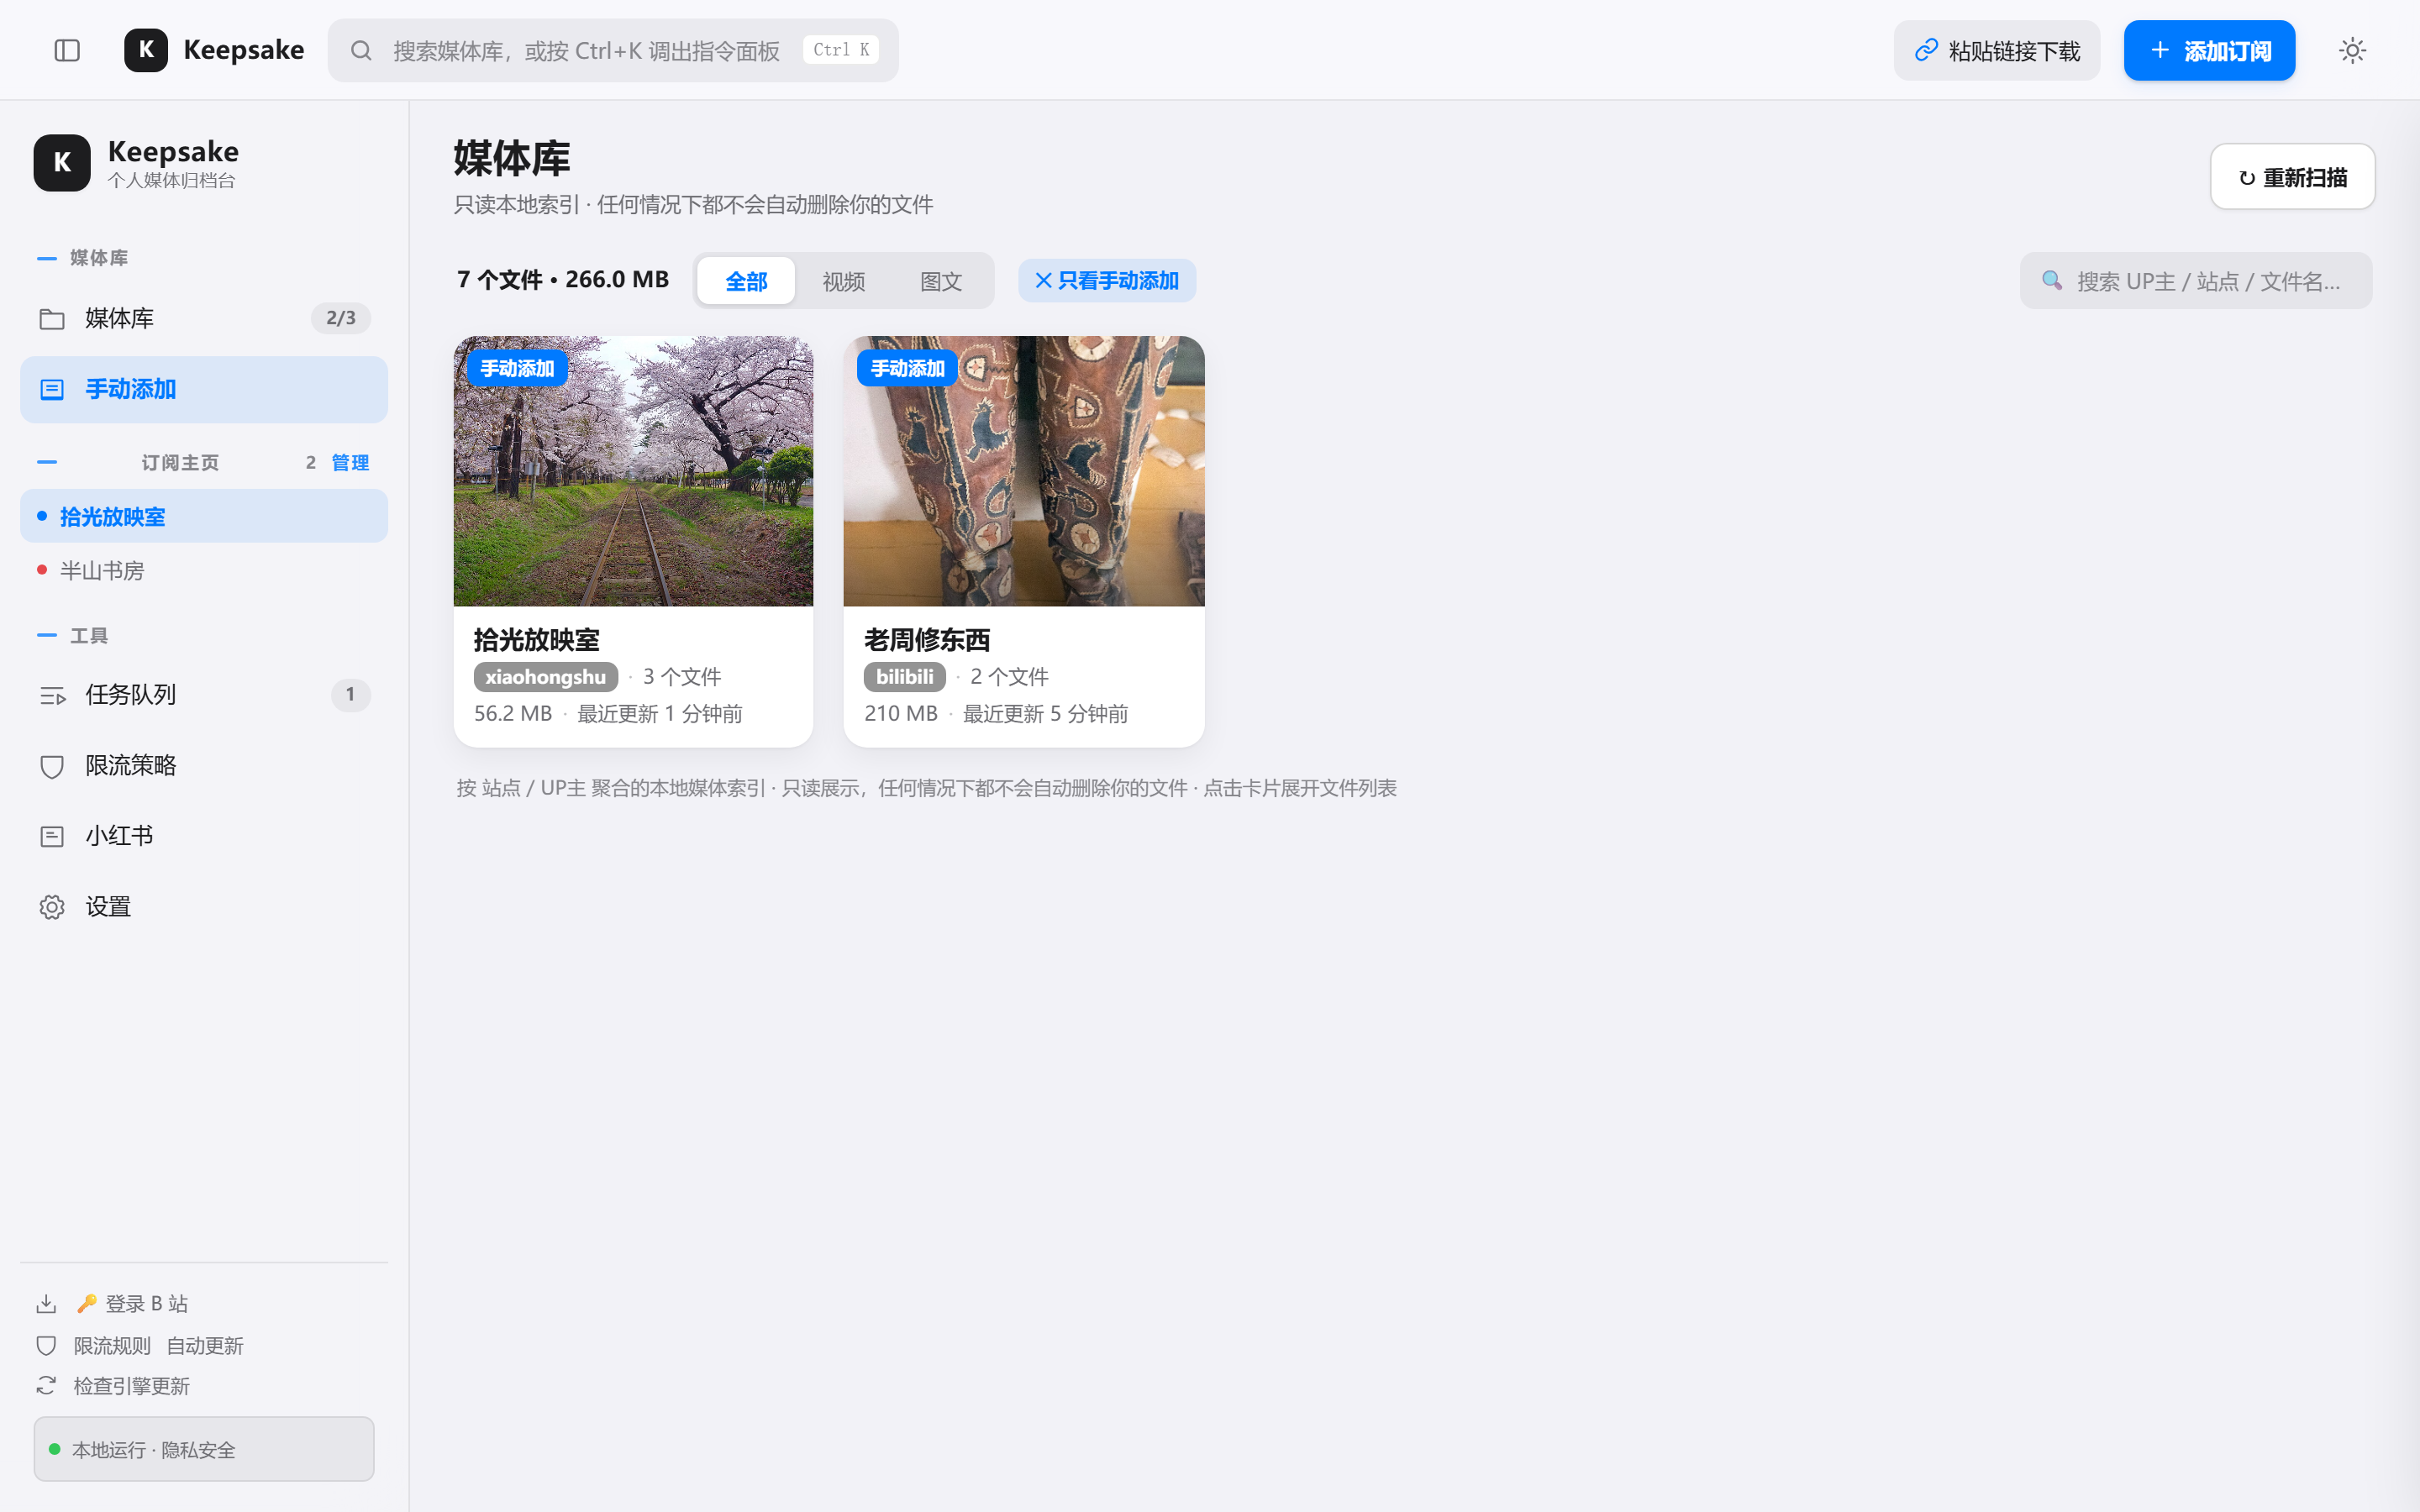 K Keepsake 搜索媒体库，或按 Ctrl+K 调出指令面板 Ctrl K 粘贴链接下载 + 添加订阅
K Keepsake
个人媒体归档台
媒体库
媒体库 2/3
手动添加
订阅主页 2 管理
拾光放映室
半山书房
工具
任务队列 1
限流策略
小红书
设置
登录 B 站
限流规则 自动更新
检查引擎更新
本地运行 · 隐私安全
媒体库
只读本地索引 · 任何情况下都不会自动删除你的文件
↻ 重新扫描
7 个文件 • 266.0 MB 全部 视频 图文 ✕ 只看手动添加 搜索 UP主 / 站点 / 文件名...
手动添加
拾光放映室
xiaohongshu · 3 个文件
56.2 MB · 最近更新 1 分钟前
手动添加
老周修东西
bilibili · 2 个文件
210 MB · 最近更新 5 分钟前
按 站点 / UP主 聚合的本地媒体索引 · 只读展示，任何情况下都不会自动删除你的文件 · 点击卡片展开文件列表